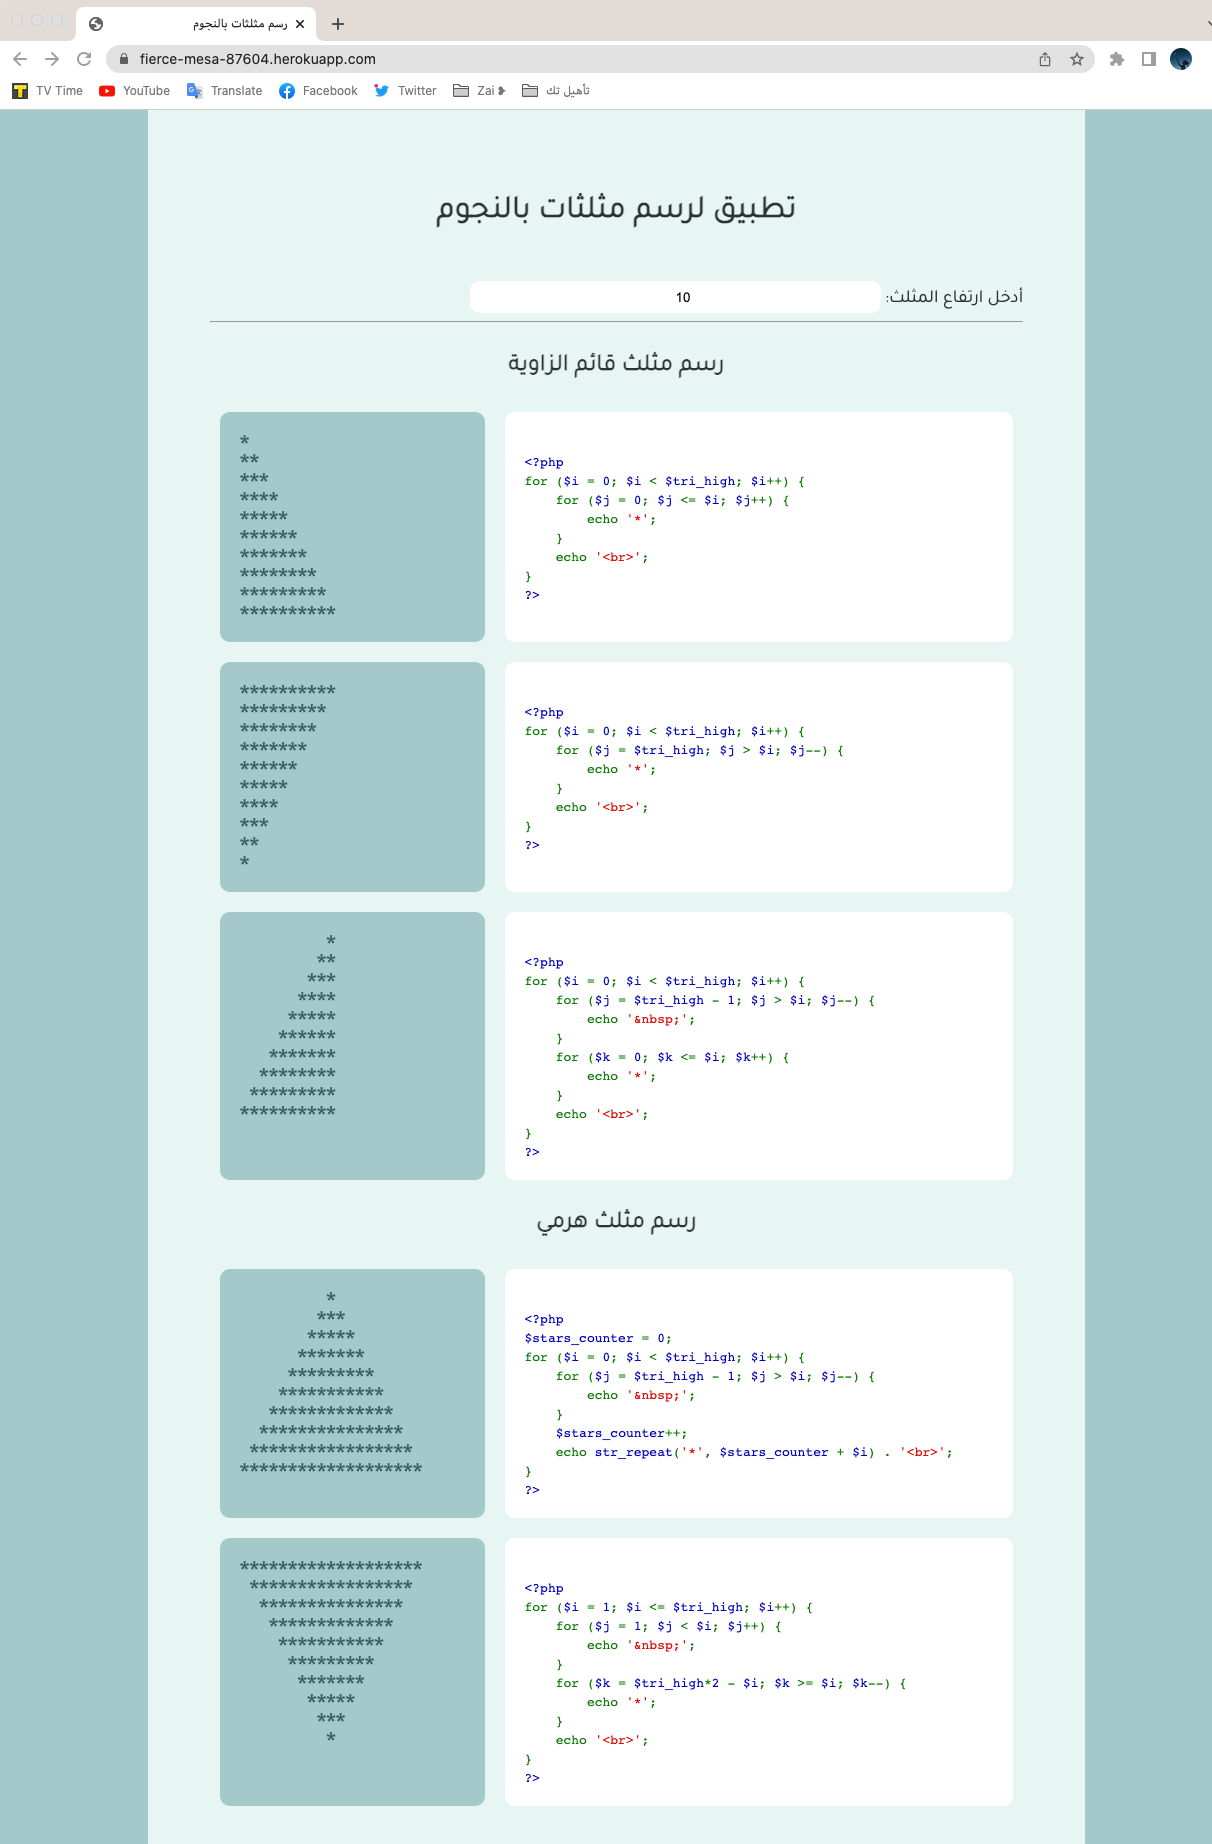 رسم مثلثات بالنجوم
fierce-mesa-87604.herokuapp.com
TV Time YouTube Translate Facebook Twitter Zai ❥ تأهيل تك
تطبيق لرسم مثلثات بالنجوم
أدخل ارتفاع المثلث: 10
رسم مثلث قائم الزاوية
*
**
***
****
*****
******
*******
********
*********
**********
<?php
for ($i = 0; $i < $tri_high; $i++) {
    for ($j = 0; $j <= $i; $j++) {
        echo '*';
    }
    echo '<br>';
}
?>
**********
*********
********
*******
******
*****
****
***
**
*
<?php
for ($i = 0; $i < $tri_high; $i++) {
    for ($j = $tri_high; $j > $i; $j--) {
        echo '*';
    }
    echo '<br>';
}
?>
         *
        **
       ***
      ****
     *****
    ******
   *******
  ********
 *********
**********
<?php
for ($i = 0; $i < $tri_high; $i++) {
    for ($j = $tri_high - 1; $j > $i; $j--) {
        echo '&nbsp;';
    }
    for ($k = 0; $k <= $i; $k++) {
        echo '*';
    }
    echo '<br>';
}
?>
رسم مثلث هرمي
         *
        ***
       *****
      *******
     *********
    ***********
   *************
  ***************
 *****************
*******************
<?php
$stars_counter = 0;
for ($i = 0; $i < $tri_high; $i++) {
    for ($j = $tri_high - 1; $j > $i; $j--) {
        echo '&nbsp;';
    }
    $stars_counter++;
    echo str_repeat('*', $stars_counter + $i) . '<br>';
}
?>
*******************
 *****************
  ***************
   *************
    ***********
     *********
      *******
       *****
        ***
         *
<?php
for ($i = 1; $i <= $tri_high; $i++) {
    for ($j = 1; $j < $i; $j++) {
        echo '&nbsp;';
    }
    for ($k = $tri_high*2 - $i; $k >= $i; $k--) {
        echo '*';
    }
    echo '<br>';
}
?>